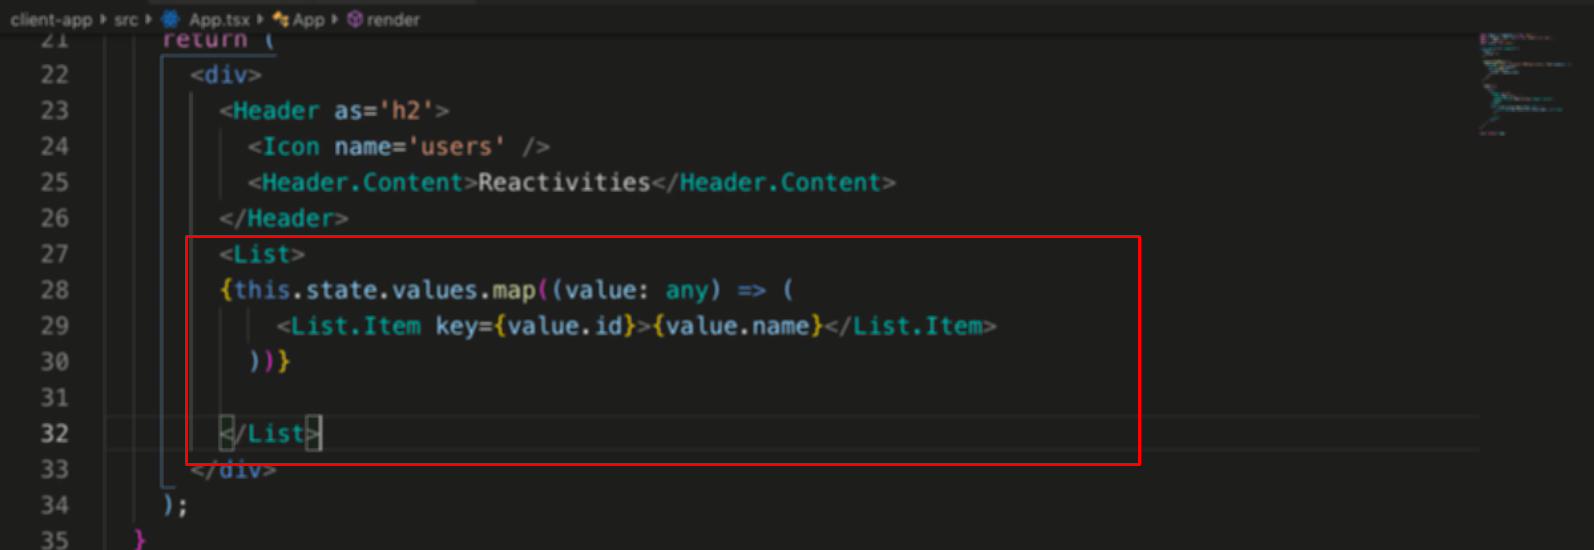 client-app › src › App.tsx › App › render
21 return (
22 <div>
23 <Header as='h2'>
24 <Icon name='users' />
25 <Header.Content>Reactivities</Header.Content>
26 </Header>
27 <List>
28 {this.state.values.map((value: any) => (
29 <List.Item key={value.id}>{value.name}</List.Item>
30 ))}
31
32 </List>
33 </div>
34 );
35 }